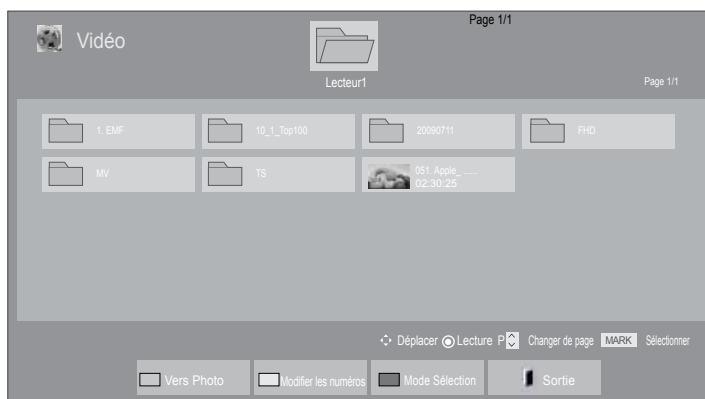 Page 1/1
Vidéo
Lecteur1
Page 1/1
1. EMF 10_1_Top100 20090711 FHD
MV TS 051. Apple_ ......
02:30:25
Déplacer Lecture P Changer de page MARK Sélectionner
Vers Photo Modifier les numéros Mode Sélection Sortie